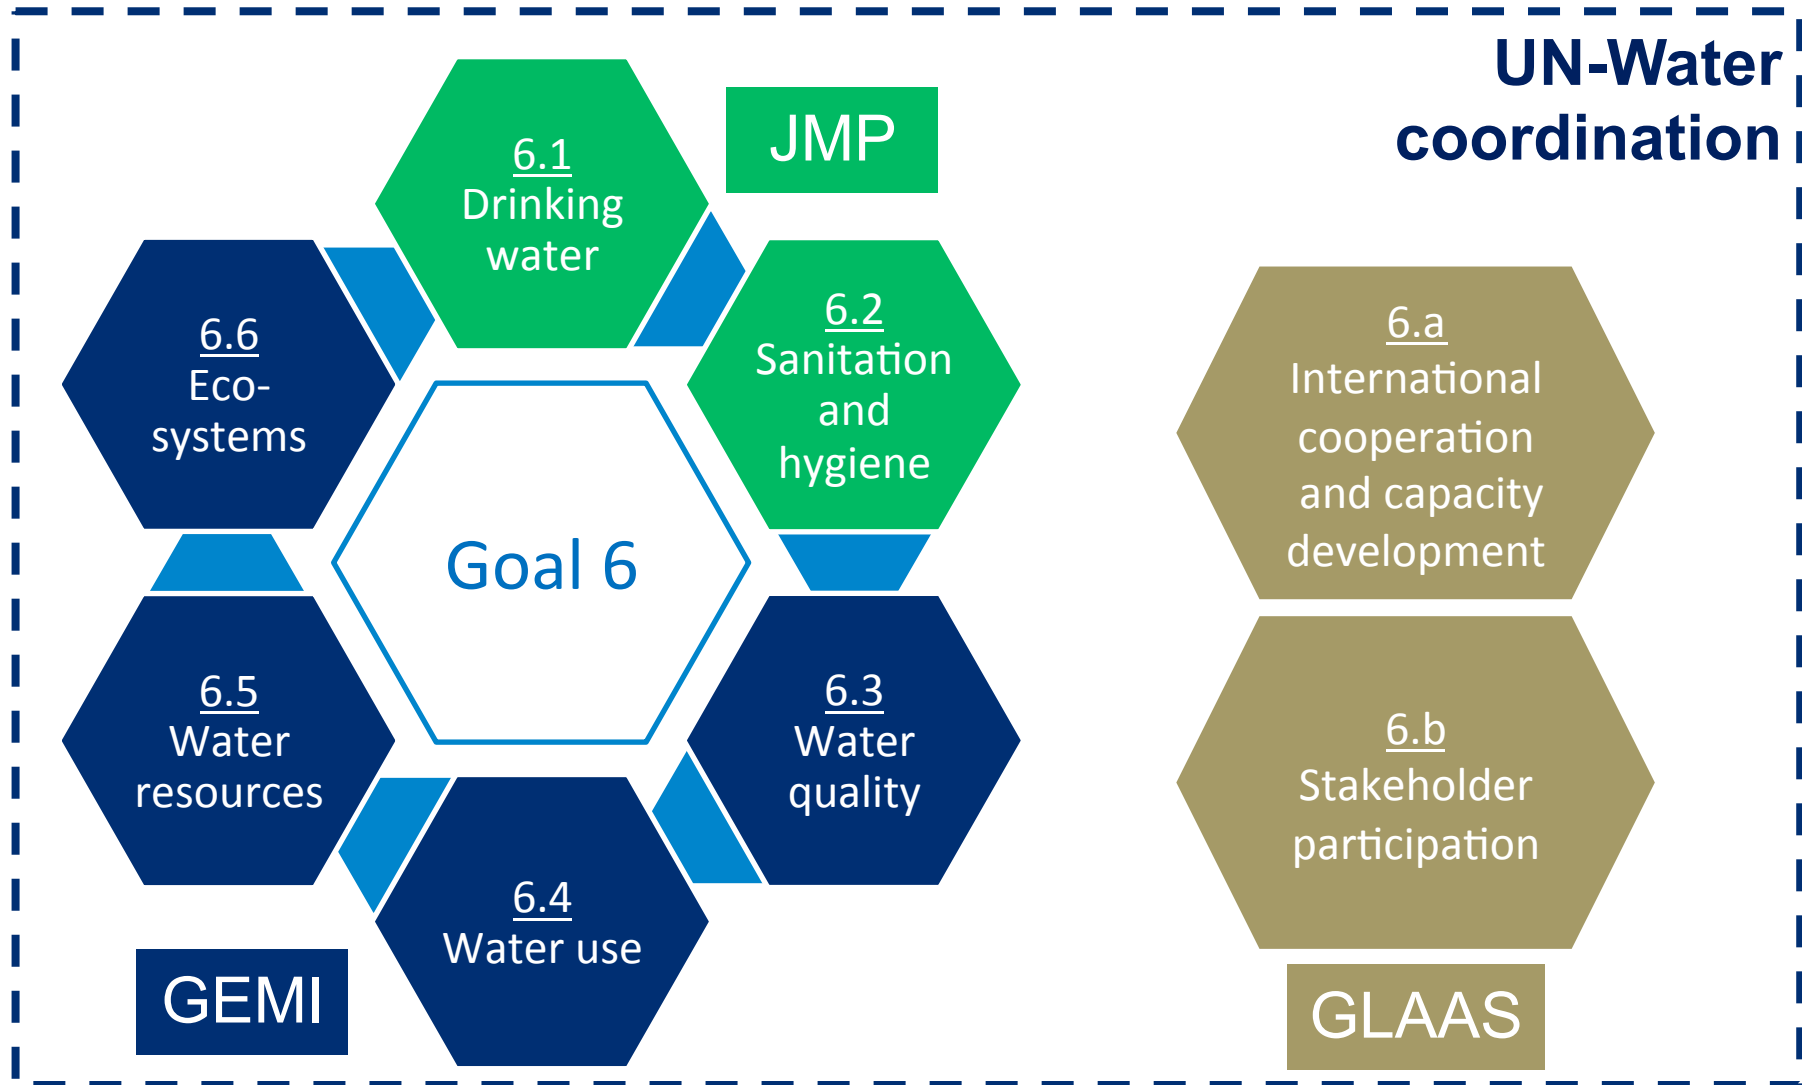 UN-Water
coordination
JMP
6.1
Drinking
water
6.2
Sanitation
and
hygiene
6.6
Eco-
systems
Goal 6
6.5
Water
resources
6.3
Water
quality
6.4
Water use
GEMI
6.a
International
cooperation
and capacity
development
6.b
Stakeholder
participation
GLAAS